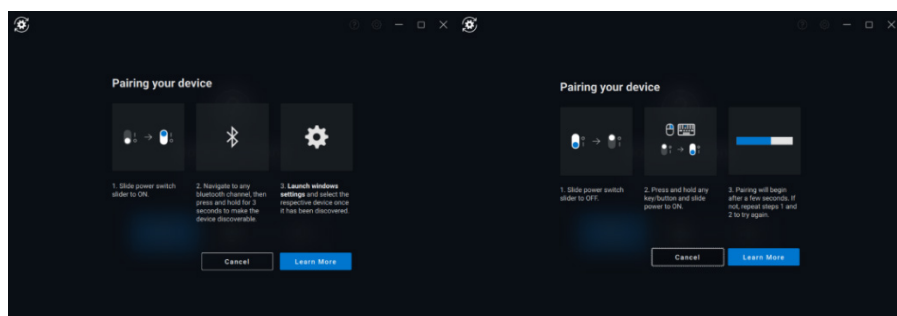 Pairing your device
1. Slide power switch
slider to ON.
2. Navigate to any
bluetooth channel, then
press and hold for 3
seconds to make the
device discoverable.
3. Launch windows
settings and select the
respective device once
it has been discovered.
Cancel
Learn More
Pairing your device
1. Slide power switch
slider to OFF.
2. Press and hold any
key/button and slide
power to ON.
3. Pairing will begin
after a few seconds. If
not, repeat steps 1 and
2 to try again.
Cancel
Learn More